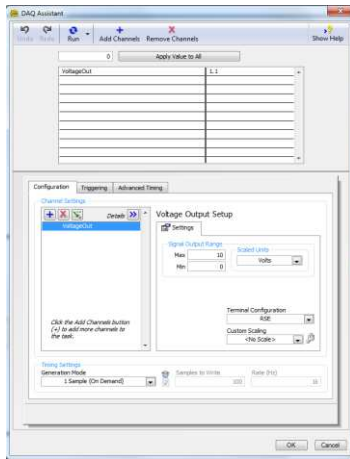 DAQ Assistant
Undo Redo Run Add Channels Remove Channels Show Help
0 Apply Value to All
VoltageOut 1.1
Configuration Triggering Advanced Timing
Channel Settings
Details
VoltageOut
Click the Add Channels button
(+) to add more channels to
the task.
Voltage Output Setup
Settings
Signal Output Range
Max 10
Min 0
Scaled Units
Volts
Terminal Configuration
RSE
Custom Scaling
<No Scale>
Timing Settings
Generation Mode Samples to Write Rate (Hz)
1 Sample (On Demand) 100
OK Cancel